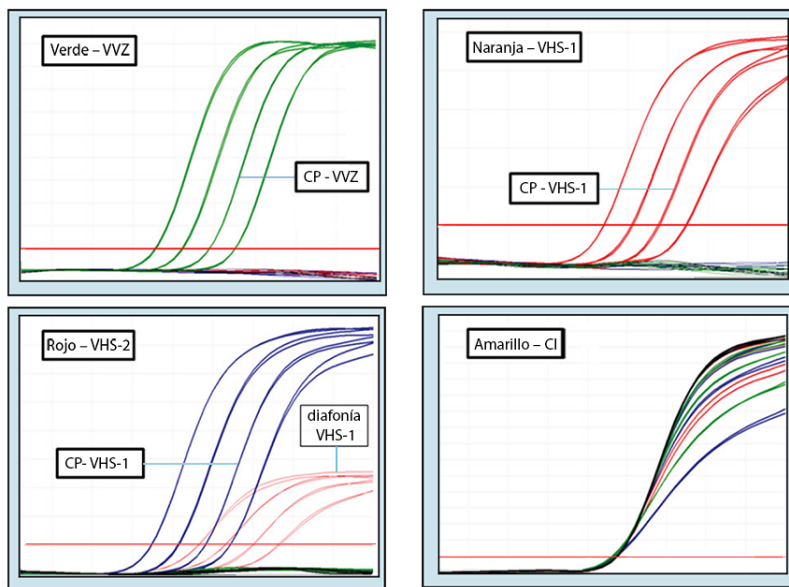 Verde – VVZ
CP - VVZ
Naranja – VHS-1
CP - VHS-1
Rojo – VHS-2
diafonía
VHS-1
CP- VHS-1
Amarillo – CI